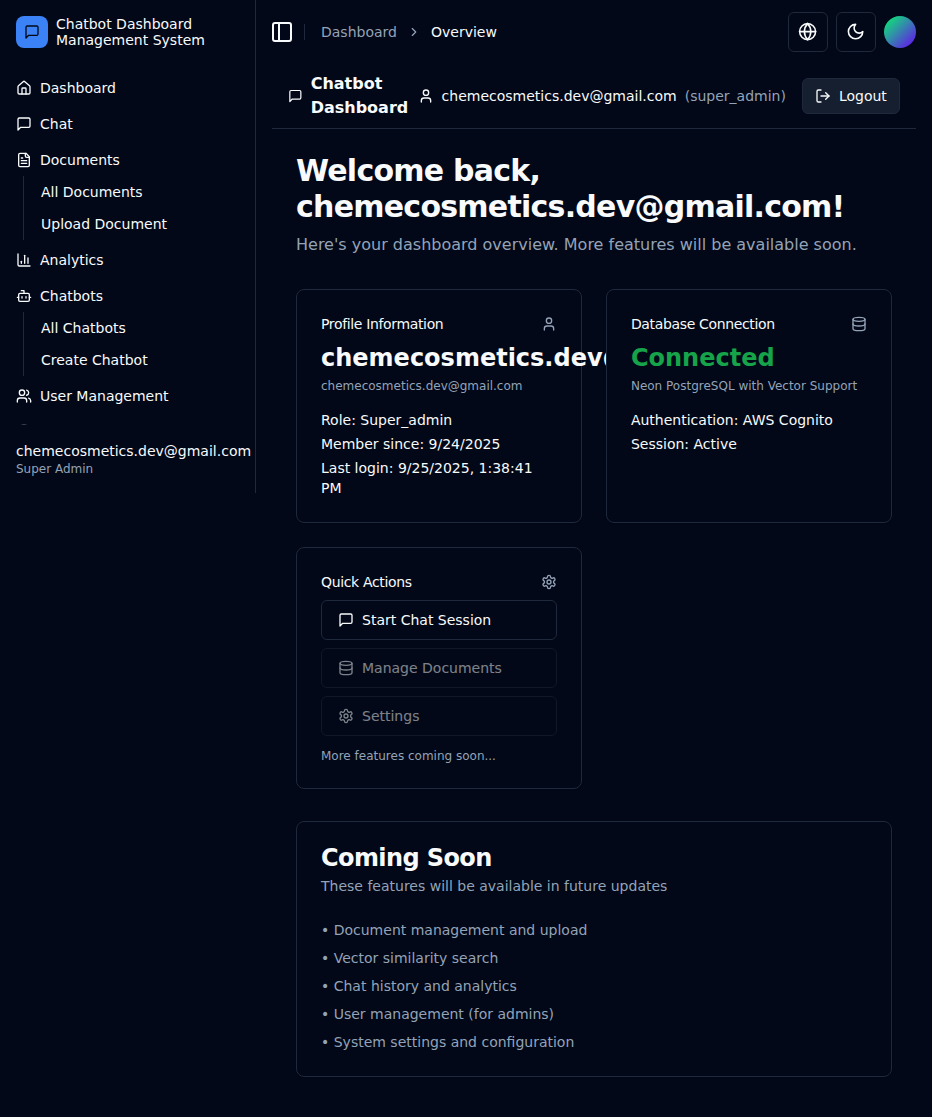 Chatbot Dashboard
Management System
Dashboard
Chat
Documents
All Documents
Upload Document
Analytics
Chatbots
All Chatbots
Create Chatbot
User Management
chemecosmetics.dev@gmail.com
Super Admin
Dashboard > Overview
Chatbot
Dashboard
chemecosmetics.dev@gmail.com (super_admin)
Logout
Welcome back,
chemecosmetics.dev@gmail.com!
Here's your dashboard overview. More features will be available soon.
Profile Information
chemecosmetics.dev
chemecosmetics.dev@gmail.com
Role: Super_admin
Member since: 9/24/2025
Last login: 9/25/2025, 1:38:41
PM
Database Connection
Connected
Neon PostgreSQL with Vector Support
Authentication: AWS Cognito
Session: Active
Quick Actions
Start Chat Session
Manage Documents
Settings
More features coming soon...
Coming Soon
These features will be available in future updates
• Document management and upload
• Vector similarity search
• Chat history and analytics
• User management (for admins)
• System settings and configuration